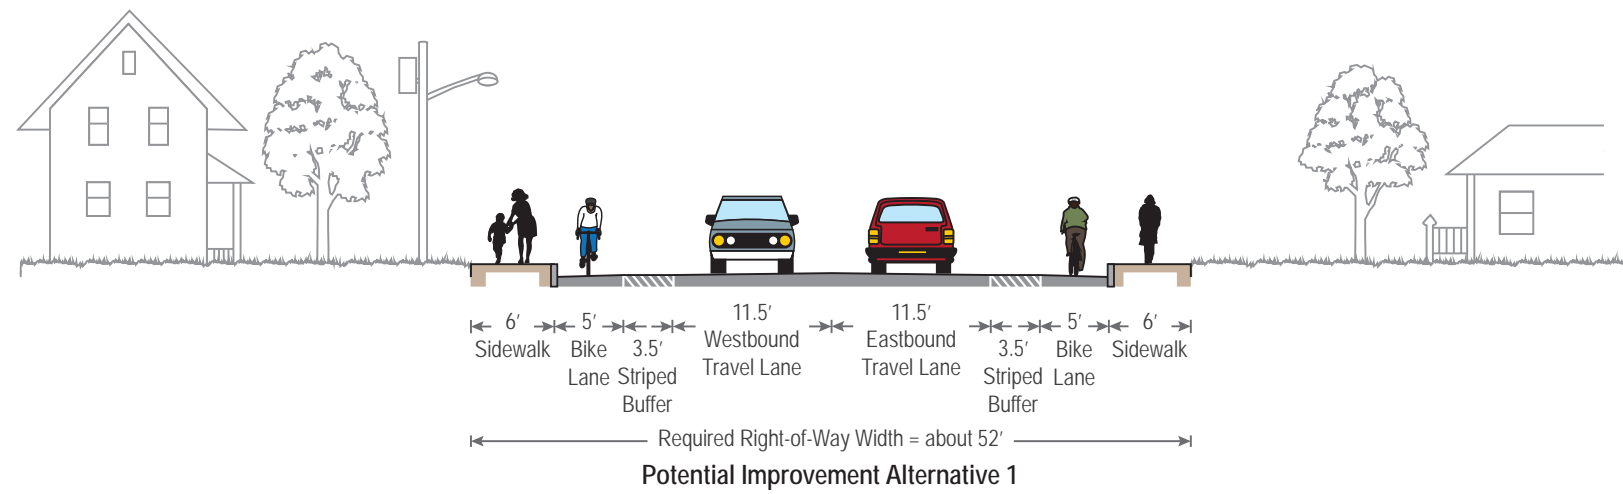 6′
Sidewalk
5′
Bike
Lane
3.5′
Striped
Buffer
11.5′
Westbound
Travel Lane
11.5′
Eastbound
Travel Lane
3.5′
Striped
Buffer
5′
Bike
Lane
6′
Sidewalk
Required Right-of-Way Width = about 52′
Potential Improvement Alternative 1